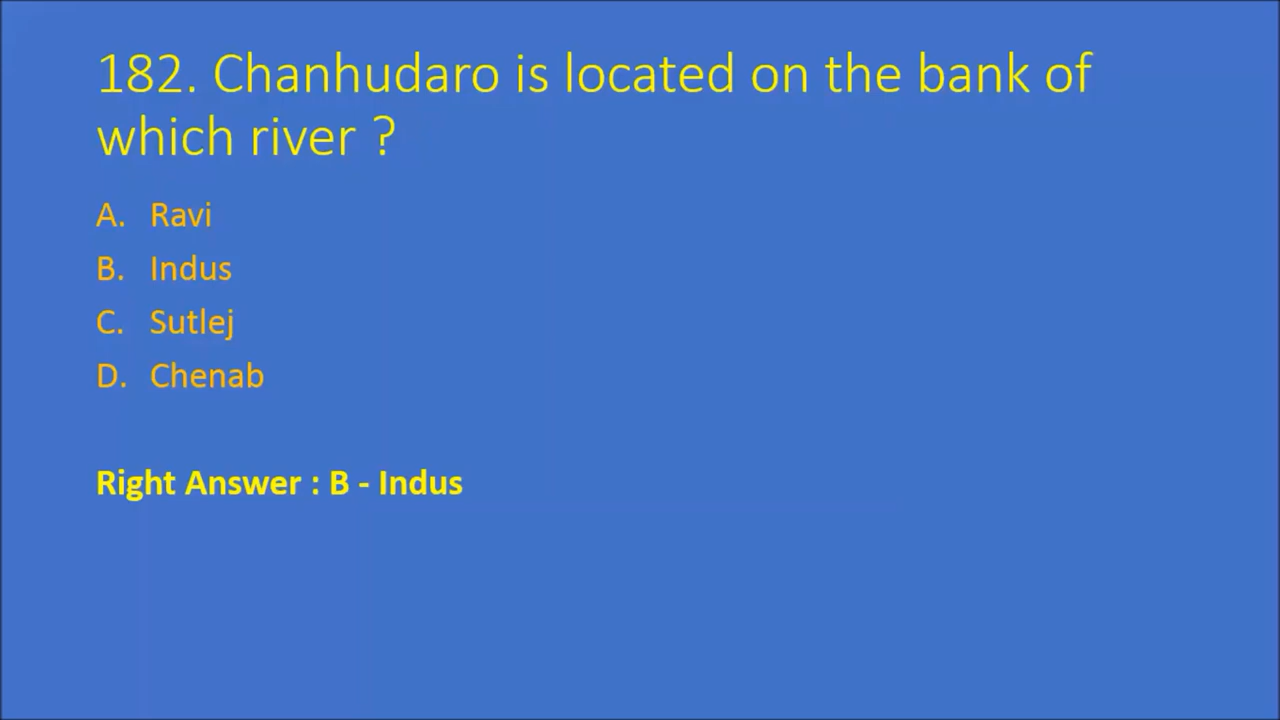 182. Chanhudaro is located on the bank of
which river ?
A. Ravi
B. Indus
C. Sutlej
D. Chenab
Right Answer : B - Indus